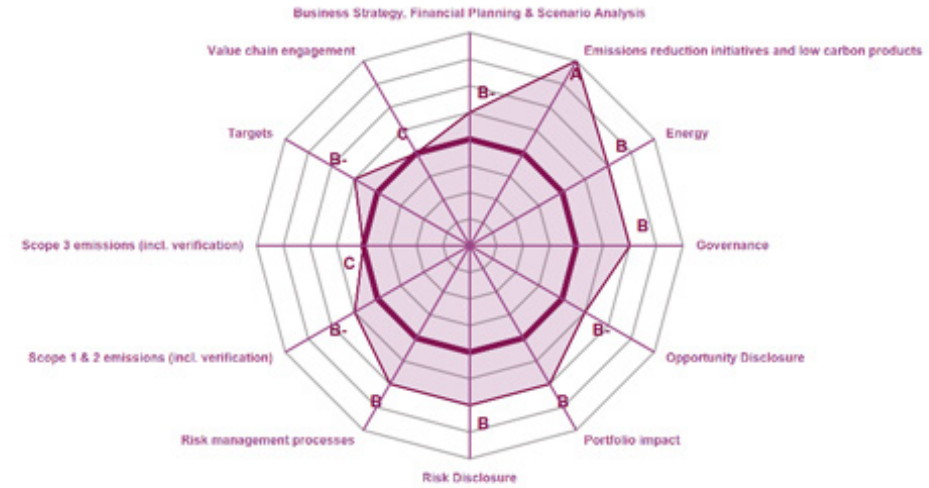 Business Strategy, Financial Planning & Scenario Analysis
Value chain engagement
Emissions reduction initiatives and low carbon products
A
B-
C
Targets
Energy
B
B-
B
Scope 3 emissions (incl. verification)
Governance
C
B-
B-
Scope 1 & 2 emissions (incl. verification)
Opportunity Disclosure
B
B
B
Risk management processes
Portfolio impact
Risk Disclosure